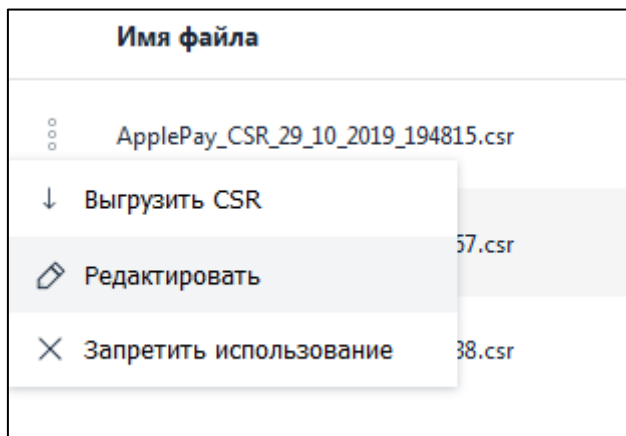 Имя файла
ApplePay_CSR_29_10_2019_194815.csr
Выгрузить CSR
57.csr
Редактировать
Запретить использование
38.csr